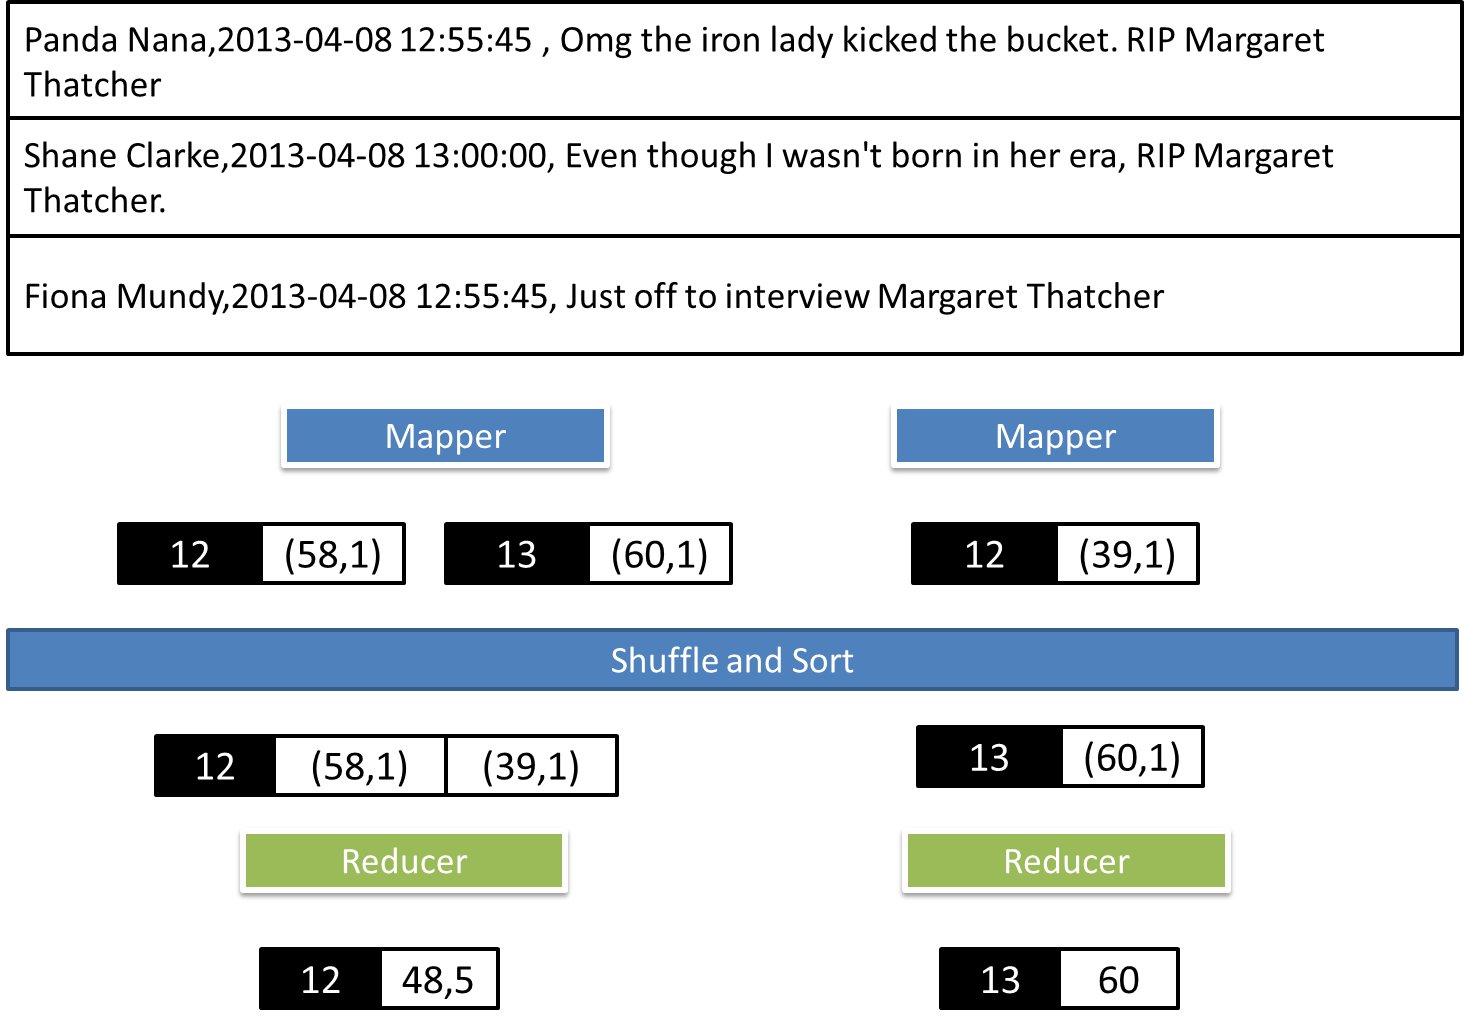 Panda Nana,2013-04-08 12:55:45 , Omg the iron lady kicked the bucket. RIP Margaret
Thatcher
Shane Clarke,2013-04-08 13:00:00, Even though I wasn't born in her era, RIP Margaret
Thatcher.
Fiona Mundy,2013-04-08 12:55:45, Just off to interview Margaret Thatcher
Mapper Mapper
12 (58,1) 13 (60,1) 12 (39,1)
Shuffle and Sort
12 (58,1) (39,1) 13 (60,1)
Reducer Reducer
12 48,5 13 60